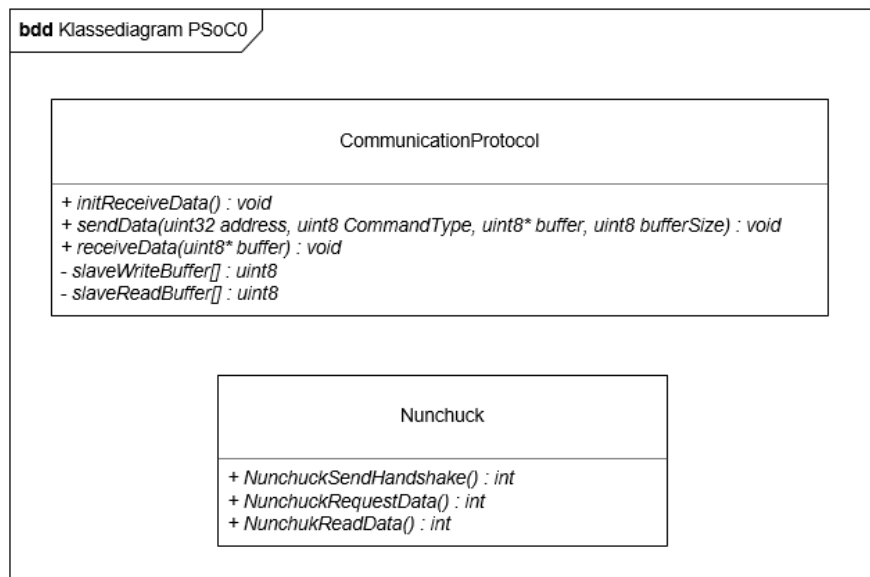 bdd Klassediagram PSoC0
CommunicationProtocol
+ initReceiveData() : void
+ sendData(uint32 address, uint8 CommandType, uint8* buffer, uint8 bufferSize) : void
+ receiveData(uint8* buffer) : void
- slaveWriteBuffer[] : uint8
- slaveReadBuffer[] : uint8
Nunchuck
+ NunchuckSendHandshake() : int
+ NunchuckRequestData() : int
+ NunchukReadData() : int